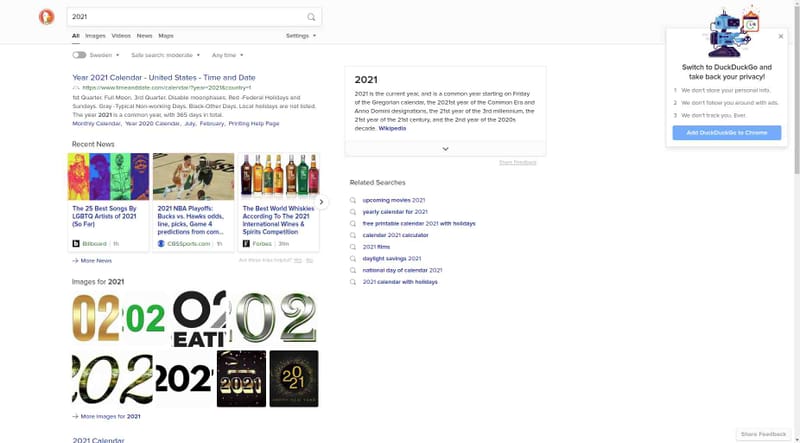 2021
All Images Videos News Maps Settings
Sweden Safe search: moderate Any time
Year 2021 Calendar - United States - Time and Date
https://www.timeanddate.com/calendar/?year=2021&country=1
1st Quarter. Full Moon. 3rd Quarter. Disable moonphases. Red -Federal Holidays and
Sundays. Gray -Typical Non-working Days. Black-Other Days. Local holidays are not listed.
The year 2021 is a common year, with 365 days in total.
Monthly Calendar, Year 2020 Calendar, July, February, Printing Help Page
Recent News
The 25 Best Songs By
LGBTQ Artists of 2021
(So Far)
Billboard 1h
2021 NBA Playoffs:
Bucks vs. Hawks odds,
line, picks, Game 4
predictions from com...
CBSSports.com 1h
The Best World Whiskies
According To The 2021
International Wines &
Spirits Competition
Forbes 31m
More News
Are these links helpful? Yes No
Images for 2021
02
202
02
EATI
202
202
202
2021
2021
HAPPY NEW YEAR
More Images for 2021
2021 Calendar
2021
2021 is the current year, and is a common year starting on Friday
of the Gregorian calendar, the 2021st year of the Common Era and
Anno Domini designations, the 21st year of the 3rd millennium, the
21st year of the 21st century, and the 2nd year of the 2020s
decade. Wikipedia
Share Feedback
Related Searches
upcoming movies 2021
yearly calendar for 2021
free printable calendar 2021 with holidays
calendar 2021 calculator
2021 films
daylight savings 2021
national day of calendar 2021
2021 calendar with holidays
Switch to DuckDuckGo and
take back your privacy!
1 We don't store your personal info.
2 We don't follow you around with ads.
3 We don't track you. Ever.
Add DuckDuckGo to Chrome
Share Feedback